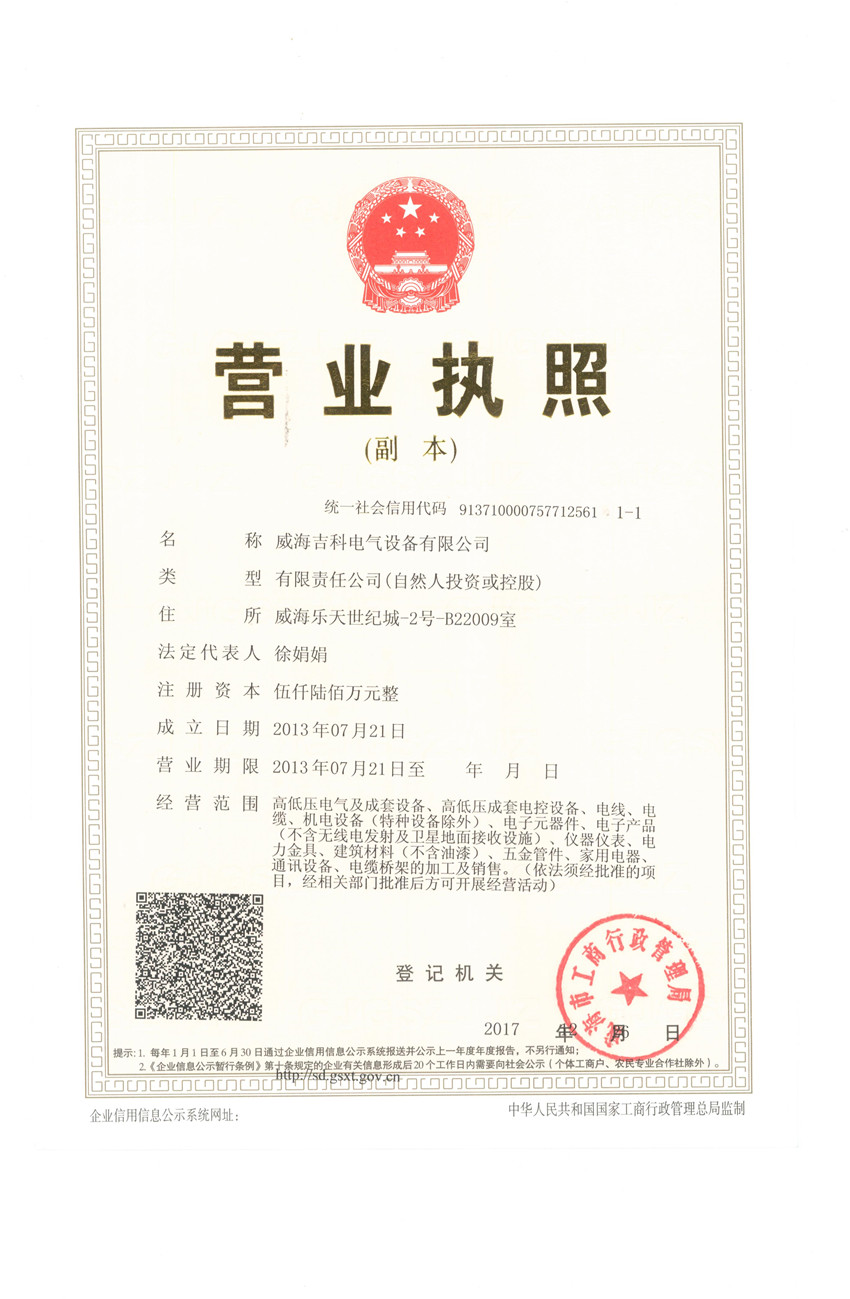 营业执照
(副 本)
统一社会信用代码 913710000757712561 1-1
名 称 威海吉科电气设备有限公司
类 型 有限责任公司(自然人投资或控股)
住 所 威海乐天世纪城-2号-B22009室
法定代表人 徐娟娟
注册资本 伍仟陆佰万元整
成立日期 2013年07月21日
营业期限 2013年07月21日至 年 月 日
经营范围 高低压电气及成套设备、高低压成套电控设备、电线、电
缆、机电设备（特种设备除外）、电子元器件、电子产品
（不含无线电发射及卫星地面接收设施）、仪器仪表、电
力金具、建筑材料（不含油漆）、五金管件、家用电器、
通讯设备、电缆桥架的加工及销售。（依法须经批准的项
目，经相关部门批准后方可开展经营活动）
登记机关
威海市工商行政管理局
2017 年 月 日
提示:1. 每年1月1日至6月30日通过企业信用信息公示系统报送并公示上一年度年度报告，不另行通知；
2.《企业信息公示暂行条例》第十条规定的企业有关信息形成后20个工作日内需要向社会公示（个体工商户、农民专业合作社除外）。
http://sd.gsxt.gov.cn
企业信用信息公示系统网址：
中华人民共和国国家工商行政管理总局监制